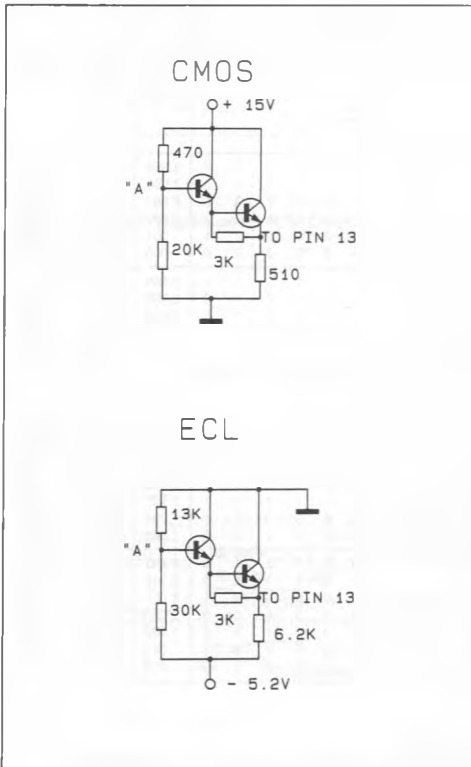 CMOS
+ 15V
470
"A"
TO PIN 13
20K
3K
510
ECL
13K
"A"
TO PIN 13
30K
3K
6.2K
- 5.2V